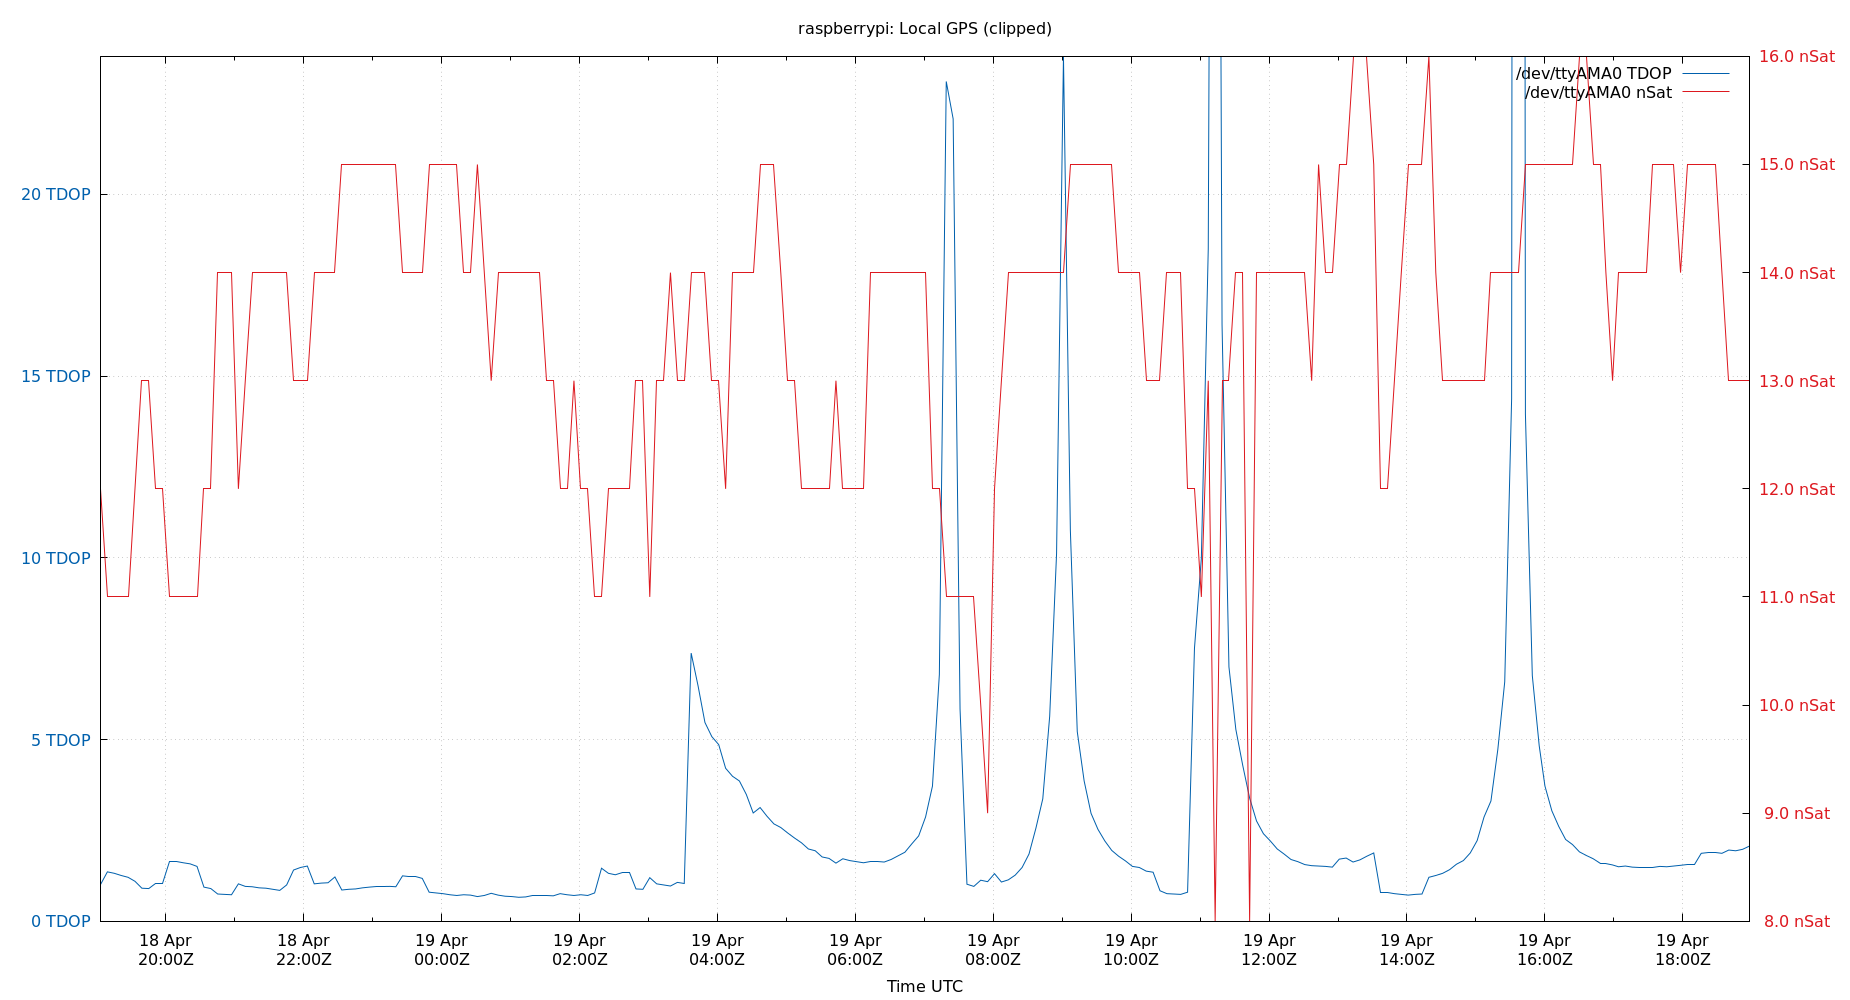 raspberrypi: Local GPS (clipped)
/dev/ttyAMA0 TDOP
/dev/ttyAMA0 nSat
20 TDOP
15 TDOP
10 TDOP
5 TDOP
0 TDOP
16.0 nSat
15.0 nSat
14.0 nSat
13.0 nSat
12.0 nSat
11.0 nSat
10.0 nSat
9.0 nSat
8.0 nSat
18 Apr 18 Apr 19 Apr 19 Apr 19 Apr 19 Apr 19 Apr 19 Apr 19 Apr 19 Apr 19 Apr 19 Apr
20:00Z 22:00Z 00:00Z 02:00Z 04:00Z 06:00Z 08:00Z 10:00Z 12:00Z 14:00Z 16:00Z 18:00Z
Time UTC